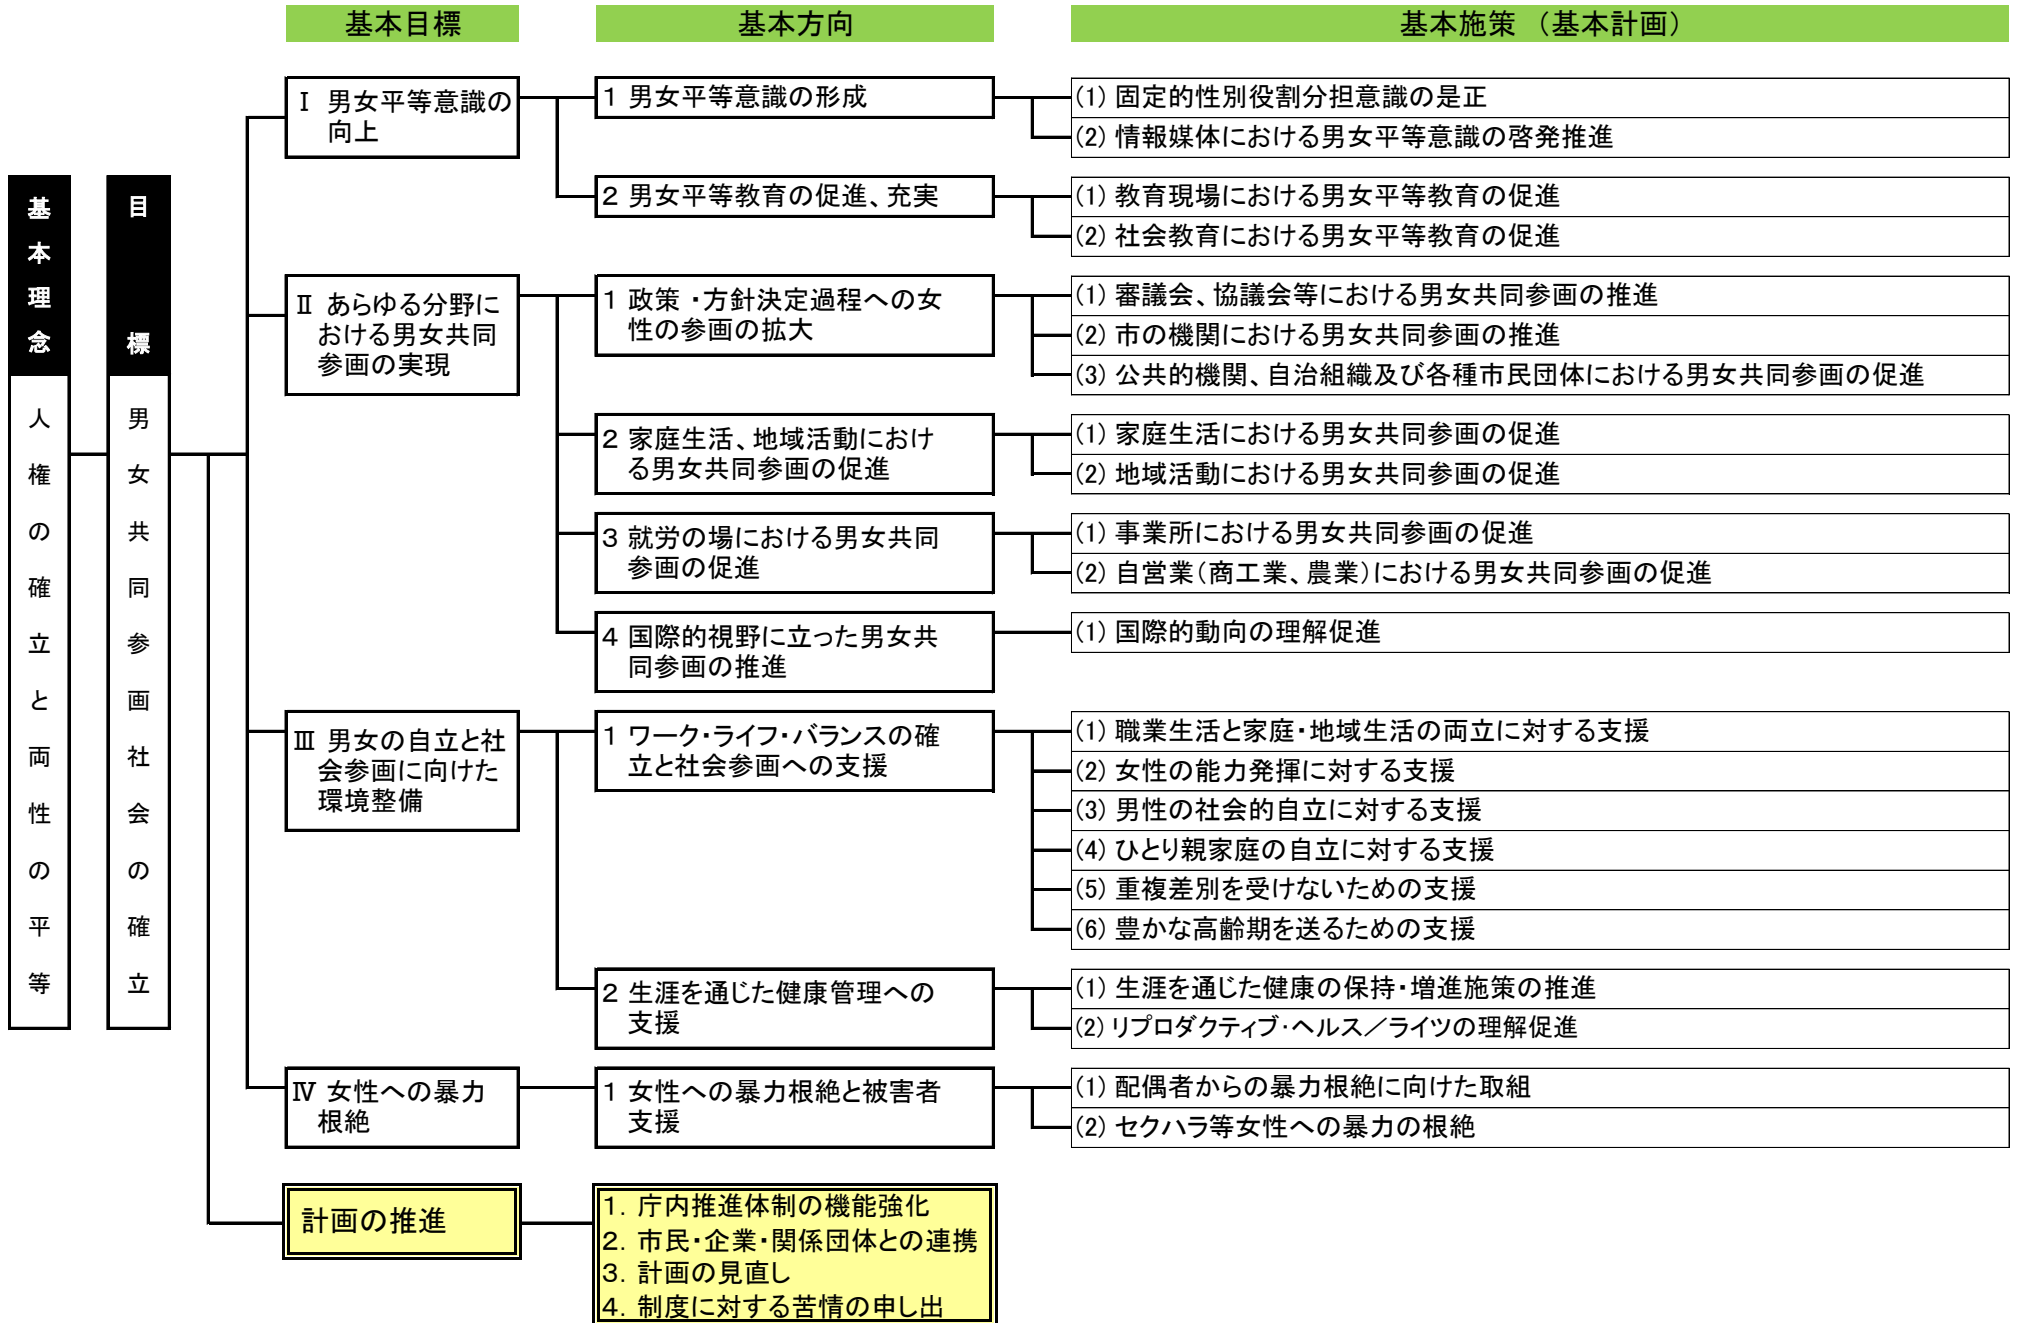 基本目標
基本方向
基本施策 （基本計画）
基本理念
人権の確立と両性の平等
目標
男女共同参画社会の確立
Ⅰ 男女平等意識の
向上
1 男女平等意識の形成
(1) 固定的性別役割分担意識の是正
(2) 情報媒体における男女平等意識の啓発推進
2 男女平等教育の促進、充実
(1) 教育現場における男女平等教育の促進
(2) 社会教育における男女平等教育の促進
Ⅱ あらゆる分野に
おける男女共同
参画の実現
1 政策・方針決定過程への女
性の参画の拡大
(1) 審議会、協議会等における男女共同参画の推進
(2) 市の機関における男女共同参画の推進
(3) 公共的機関、自治組織及び各種市民団体における男女共同参画の促進
2 家庭生活、地域活動におけ
る男女共同参画の促進
(1) 家庭生活における男女共同参画の促進
(2) 地域活動における男女共同参画の促進
3 就労の場における男女共同
参画の促進
(1) 事業所における男女共同参画の促進
(2) 自営業（商工業、農業）における男女共同参画の促進
4 国際的視野に立った男女共
同参画の推進
(1) 国際的動向の理解促進
Ⅲ 男女の自立と社
会参画に向けた
環境整備
1 ワーク・ライフ・バランスの確
立と社会参画への支援
(1) 職業生活と家庭・地域生活の両立に対する支援
(2) 女性の能力発揮に対する支援
(3) 男性の社会的自立に対する支援
(4) ひとり親家庭の自立に対する支援
(5) 重複差別を受けないための支援
(6) 豊かな高齢期を送るための支援
2 生涯を通じた健康管理への
支援
(1) 生涯を通じた健康の保持・増進施策の推進
(2) リプロダクティブ・ヘルス／ライツの理解促進
Ⅳ 女性への暴力
根絶
1 女性への暴力根絶と被害者
支援
(1) 配偶者からの暴力根絶に向けた取組
(2) セクハラ等女性への暴力の根絶
計画の推進
1．庁内推進体制の機能強化
2．市民・企業・関係団体との連携
3．計画の見直し
4．制度に対する苦情の申し出